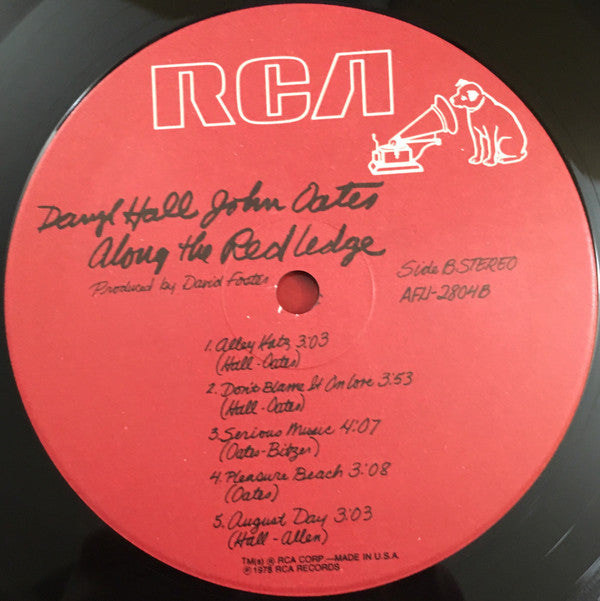 RCA
Daryl Hall John Oates
Along the Red Ledge
Produced by David Foster
Side B STEREO
AFL1-2804B
1. Alley Katz 3:03
(Hall-Oates)
2. Don't Blame It On Love 3:53
(Hall-Oates)
3. Serious Music 4:07
(Oates-Bitzer)
4. Pleasure Beach 3:08
(Oates)
5. August Day 3:03
(Hall-Allen)
TM(s) ® RCA CORP.—MADE IN U.S.A.
℗ 1978 RCA RECORDS